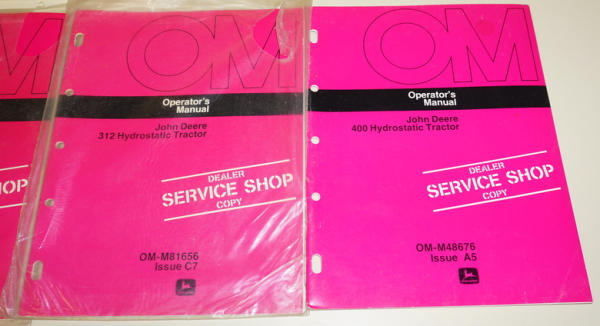 OM
Operator's
Manual
John Deere
312 Hydrostatic Tractor
DEALER
SERVICE SHOP
COPY
OM-M81656
Issue C7
OM
Operator's
Manual
John Deere
400 Hydrostatic Tractor
DEALER
SERVICE SHOP
COPY
OM-M48676
Issue A5
M
HOP